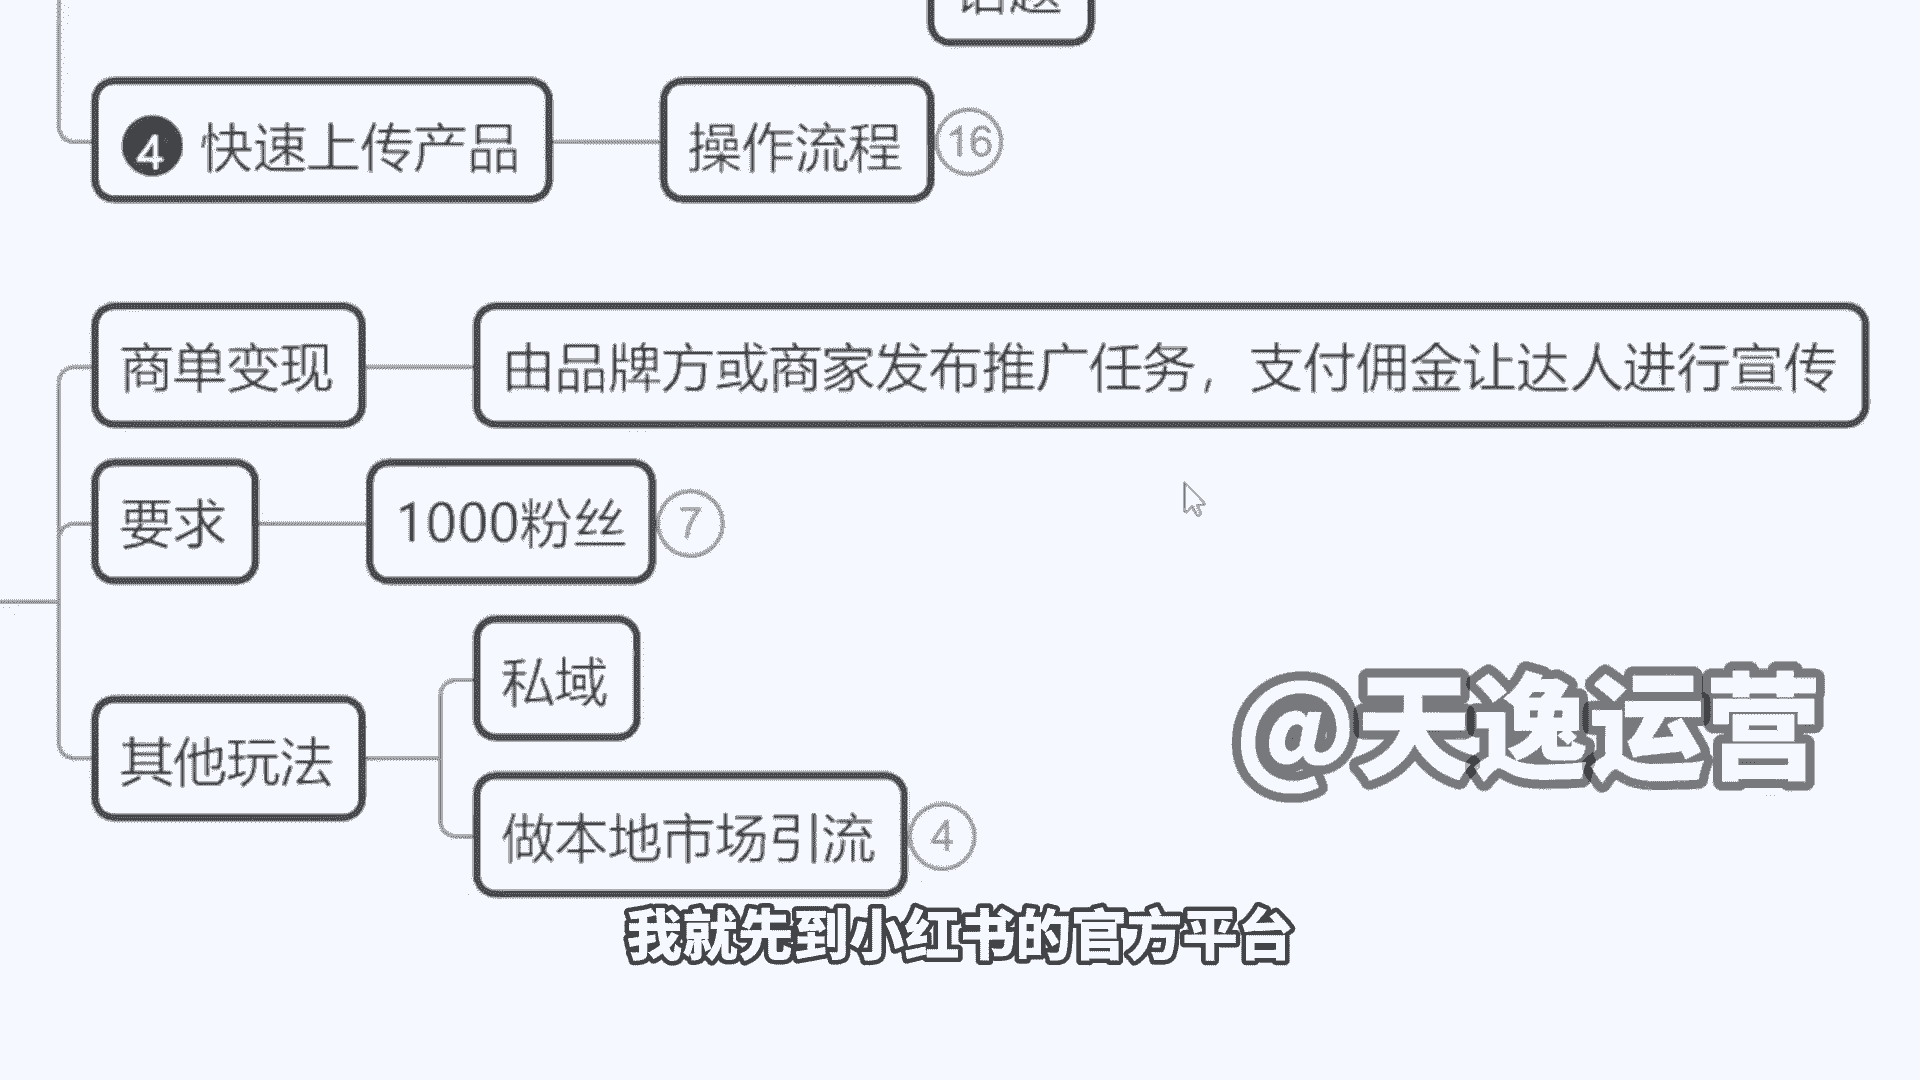 话题
4 快速上传产品
操作流程
16
商单变现
由品牌方或商家发布推广任务，支付佣金让达人进行宣传
要求
1000粉丝
7
私域
其他玩法
做本地市场引流
4
@天逸运营
我就先到小红书的官方平台